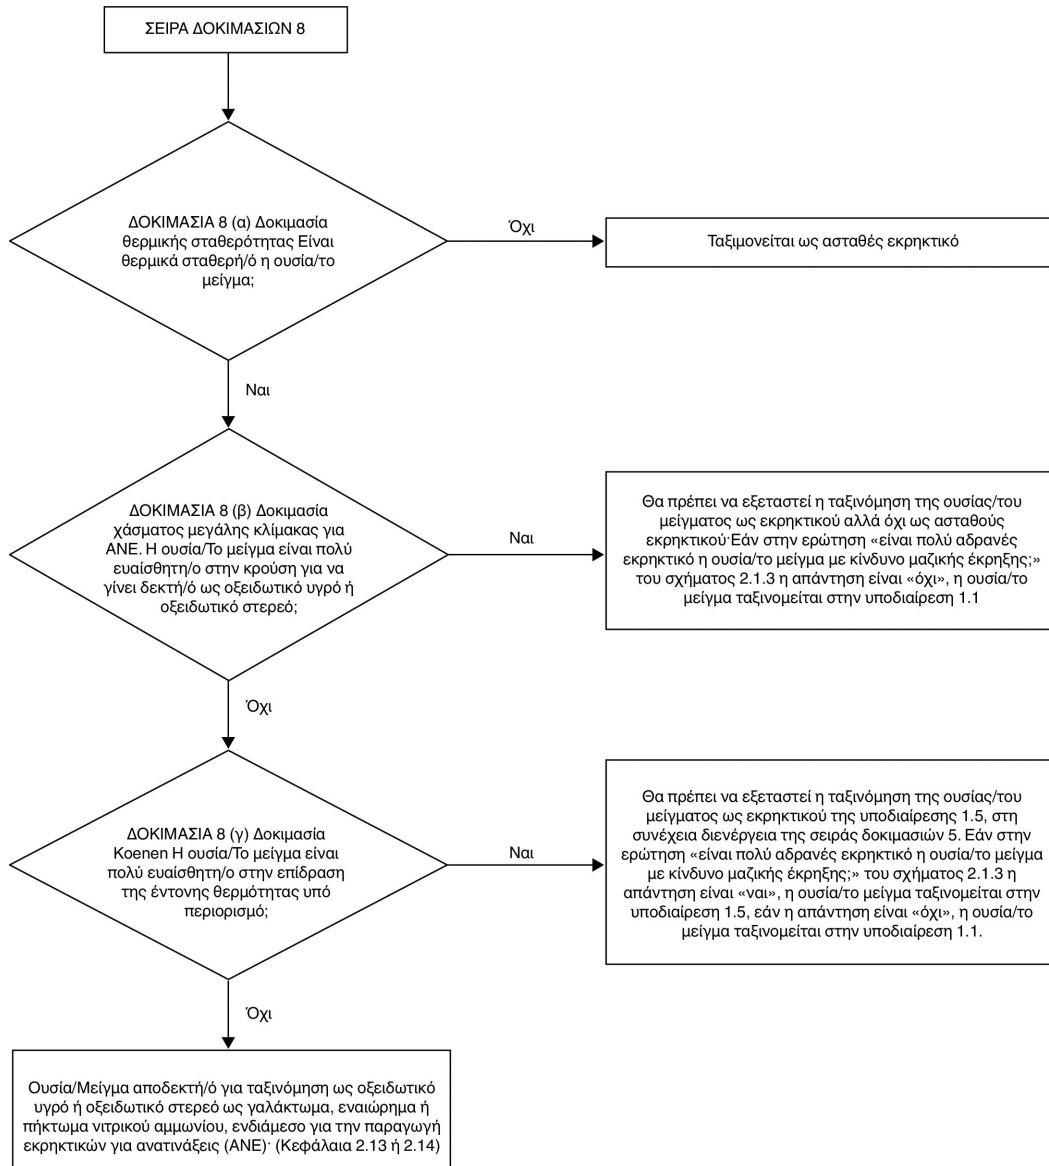 ΣΕΙΡΑ ΔΟΚΙΜΑΣΙΩΝ 8
ΔΟΚΙΜΑΣΙΑ 8 (α) Δοκιμασία
θερμικής σταθερότητας Είναι
θερμικά σταθερή/ό η ουσία/το
μείγμα;
Όχι
Ταξιμονείται ως ασταθές εκρηκτικό
Ναι
ΔΟΚΙΜΑΣΙΑ 8 (β) Δοκιμασία
χάσματος μεγάλης κλίμακας για
ANE. Η ουσία/Το μείγμα είναι πολύ
ευαίσθητη/ο στην κρούση για να
γίνει δεκτή/ό ως οξειδωτικό υγρό ή
οξειδωτικό στερεό;
Ναι
Θα πρέπει να εξεταστεί η ταξινόμηση της ουσίας/του
μείγματος ως εκρηκτικού αλλά όχι ως ασταθούς
εκρηκτικού·Εάν στην ερώτηση «είναι πολύ αδρανές
εκρηκτικό η ουσία/το μείγμα με κίνδυνο μαζικής έκρηξης;»
του σχήματος 2.1.3 η απάντηση είναι «όχι», η ουσία/το
μείγμα ταξινομείται στην υποδιαίρεση 1.1
Όχι
ΔΟΚΙΜΑΣΙΑ 8 (γ) Δοκιμασία
Koenen Η ουσία/Το μείγμα είναι
πολύ ευαίσθητη/ο στην επίδραση
της έντονης θερμότητας υπό
περιορισμό;
Ναι
Θα πρέπει να εξεταστεί η ταξινόμηση της ουσίας/του
μείγματος ως εκρηκτικού της υποδιαίρεσης 1.5, στη
συνέχεια διενέργεια της σειράς δοκιμασιών 5. Εάν στην
ερώτηση «είναι πολύ αδρανές εκρηκτικό η ουσία/το μείγμα
με κίνδυνο μαζικής έκρηξης;» του σχήματος 2.1.3 η
απάντηση είναι «ναι», η ουσία/το μείγμα ταξινομείται στην
υποδιαίρεση 1.5, εάν η απάντηση είναι «όχι», η ουσία/το
μείγμα ταξινομείται στην υποδιαίρεση 1.1.
Όχι
Ουσία/Μείγμα αποδεκτή/ό για ταξινόμηση ως οξειδωτικό
υγρό ή οξειδωτικό στερεό ως γαλάκτωμα, εναιώρημα ή
πήκτωμα νιτρικού αμμωνίου, ενδιάμεσο για την παραγωγή
εκρηκτικών για ανατινάξεις (ANE)· (Κεφάλαια 2.13 ή 2.14)